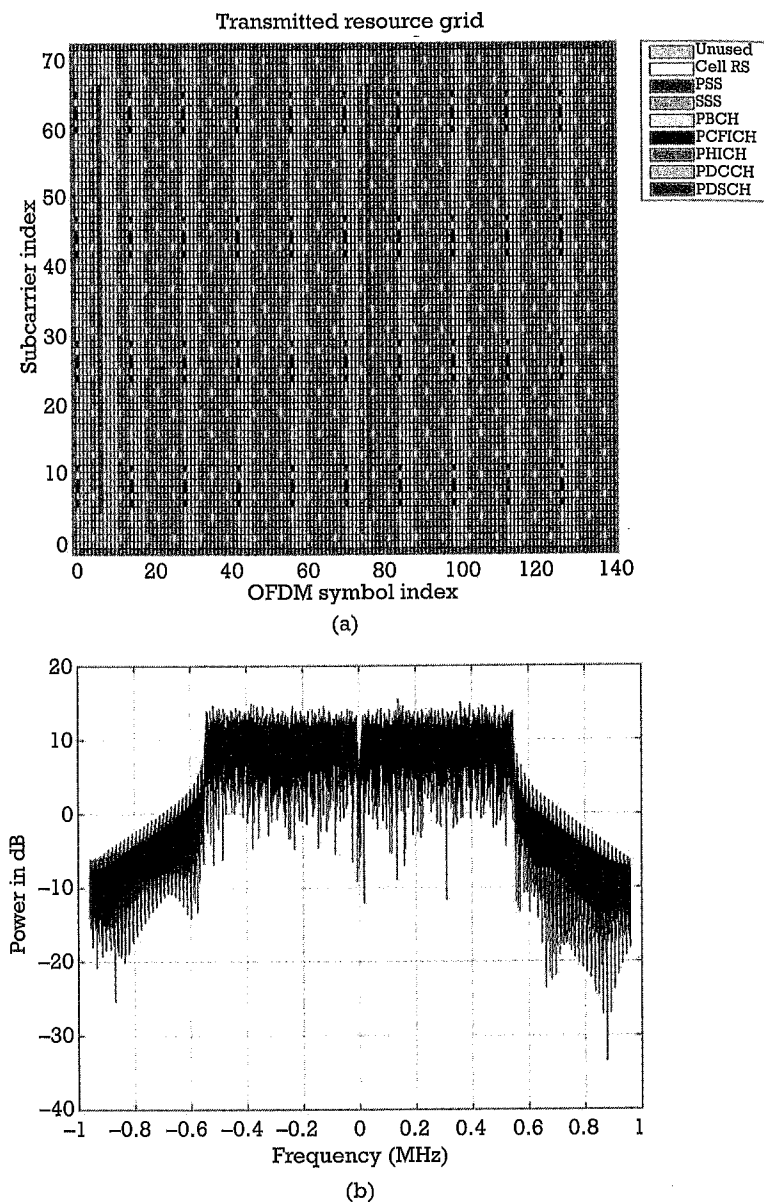 Transmitted resource grid
70
60
50
40
30
20
10
0
Subcarrier index
0 20 40 60 80 100 120 140
OFDM symbol index
Unused
Cell RS
PSS
SSS
PBCH
PCFICH
PHICH
PDCCH
PDSCH
(a)
20
10
0
−10
−20
−30
−40
Power in dB
−1 −0.8 −0.6 −0.4 −0.2 0 0.2 0.4 0.6 0.8 1
Frequency (MHz)
(b)